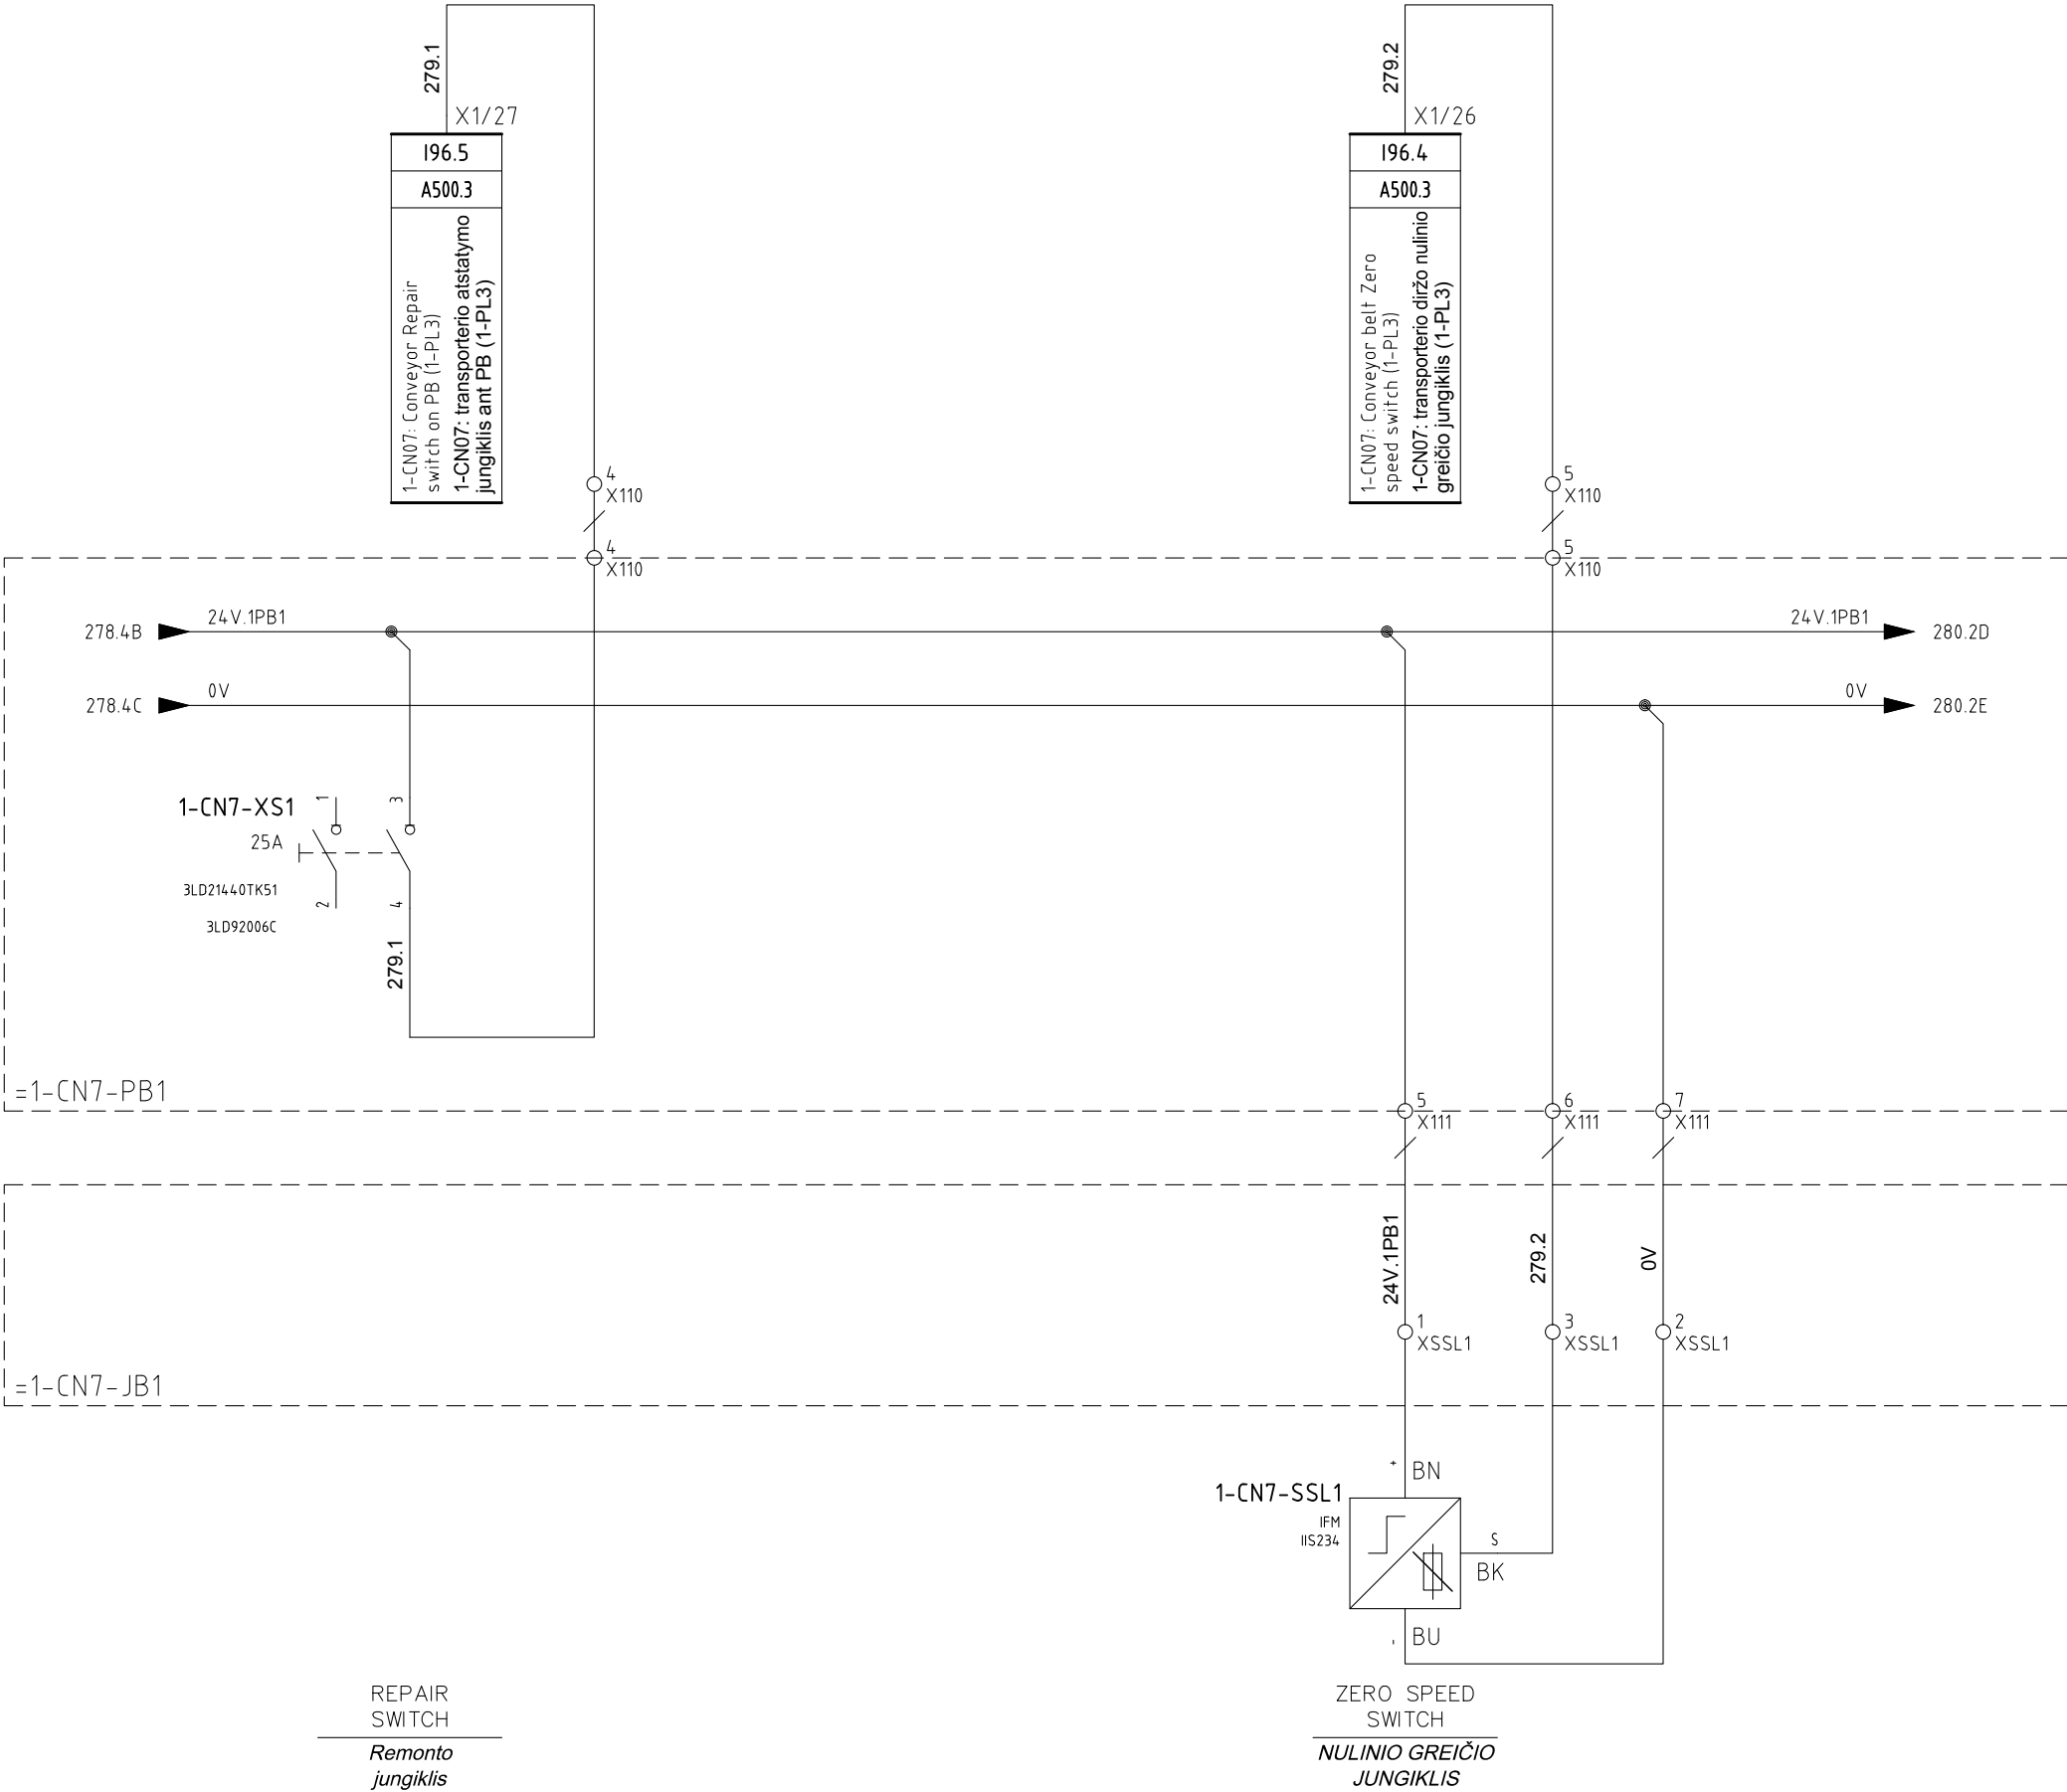 279.1
X1/27
I96.5
A500.3
1-CN07: Conveyor Repair
switch on PB (1-PL3)
1-CN07: transporterio atstatymo
jungiklis ant PB (1-PL3)
4
X110
4
X110
279.2
X1/26
I96.4
A500.3
1-CN07: Conveyor belt Zero
speed switch (1-PL3)
1-CN07: transporterio diržo nulinio
greičio jungiklis (1-PL3)
5
X110
5
X110
278.4B
24V.1PB1
24V.1PB1
280.2D
278.4C
0V
0V
280.2E
1-CN7-XS1
25A
3LD21440TK51
3LD92006C
1
2
3
4
279.1
=1-CN7-PB1
5
X111
6
X111
7
X111
24V.1PB1
279.2
0V
1
XSSL1
3
XSSL1
2
XSSL1
=1-CN7-JB1
+
BN
1-CN7-SSL1
IFM
IIS234
S
BK
-
BU
REPAIR
SWITCH
Remonto
jungiklis
ZERO SPEED
SWITCH
NULINIO GREIČIO
JUNGIKLIS